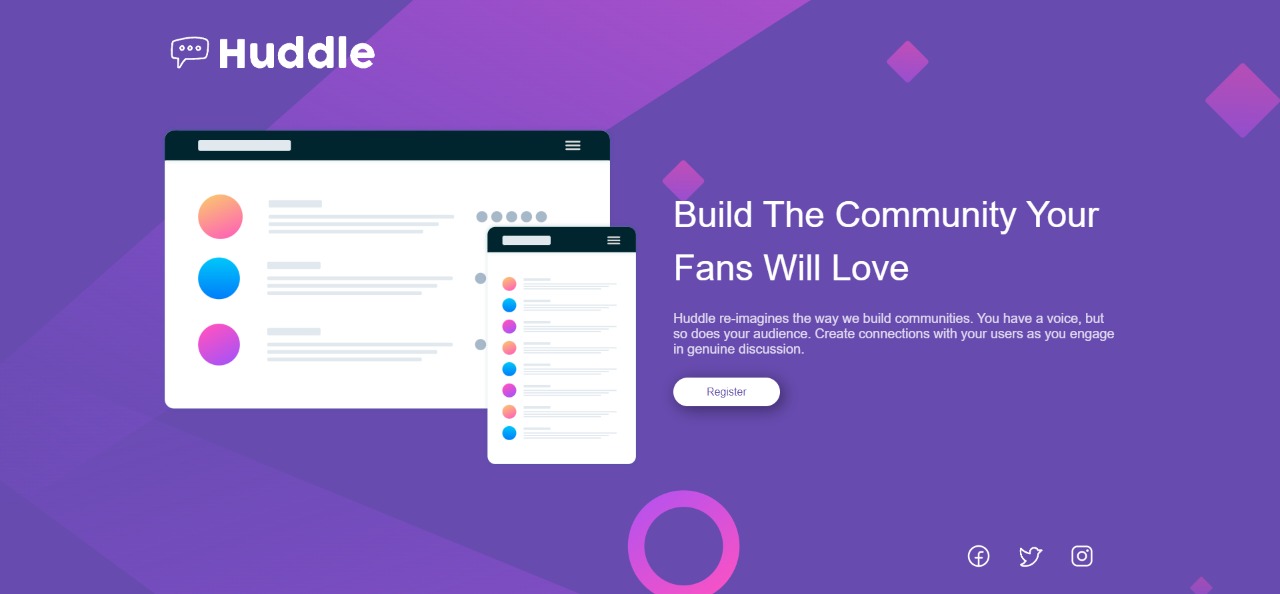 Huddle
Build The Community Your
Fans Will Love
Huddle re-imagines the way we build communities. You have a voice, but
so does your audience. Create connections with your users as you engage
in genuine discussion.
Register